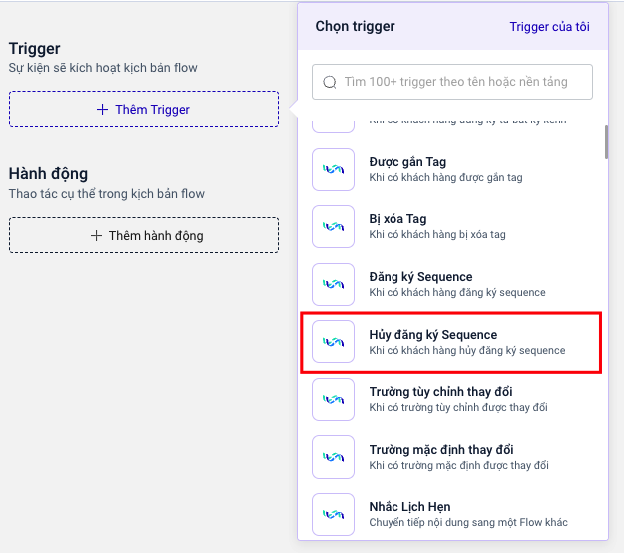 Trigger
Sự kiện sẽ kích hoạt kịch bản flow
+ Thêm Trigger
Hành động
Thao tác cụ thể trong kịch bản flow
+ Thêm hành động
Chọn trigger
Trigger của tôi
Tìm 100+ trigger theo tên hoặc nền tảng
Được gắn Tag
Khi có khách hàng được gắn tag
Bị xóa Tag
Khi có khách hàng bị xóa tag
Đăng ký Sequence
Khi có khách hàng đăng ký sequence
Hủy đăng ký Sequence
Khi có khách hàng hủy đăng ký sequence
Trường tùy chỉnh thay đổi
Khi có trường tùy chỉnh được thay đổi
Trường mặc định thay đổi
Khi có trường mặc định được thay đổi
Nhắc Lịch Hẹn
Chuyển tiếp nội dung sang một Flow khác